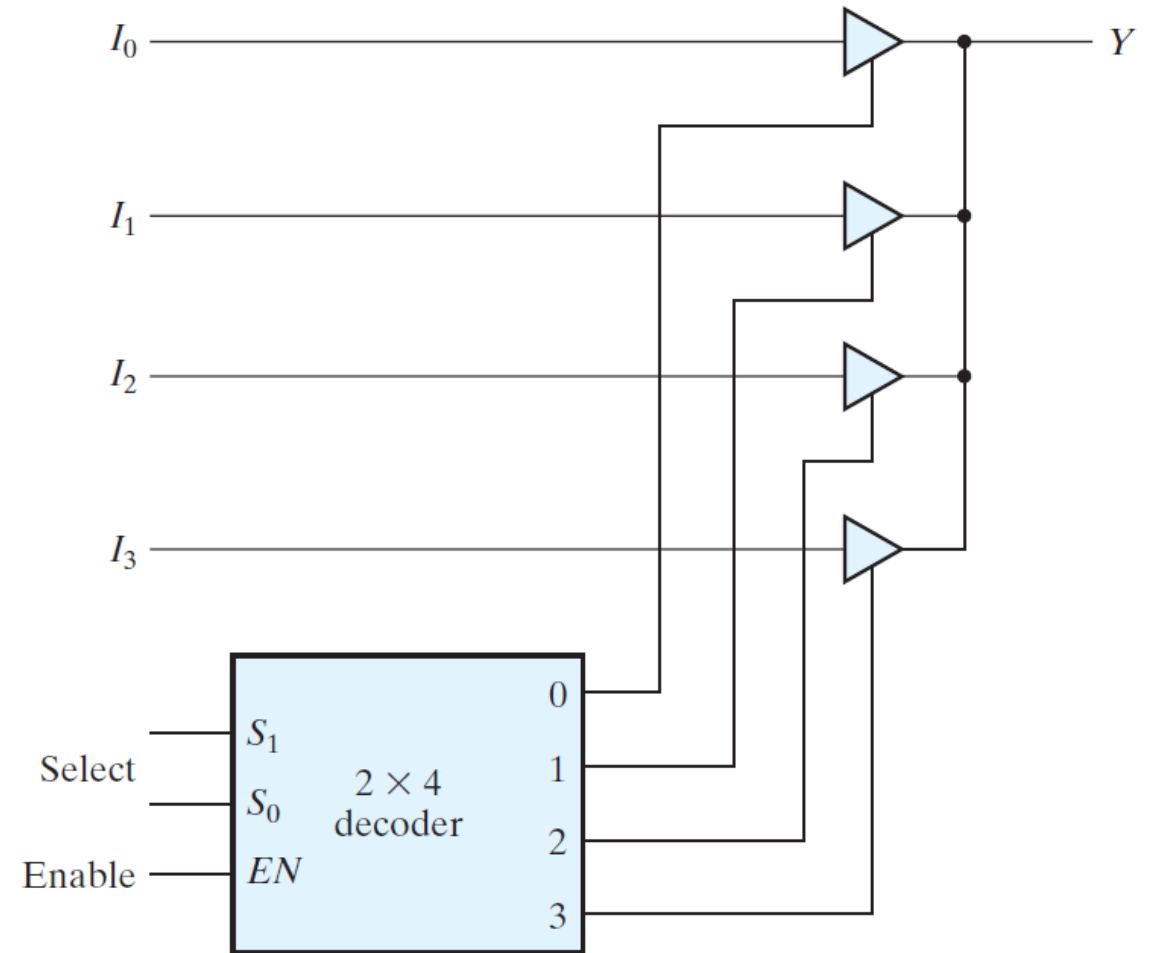 I₀
Y
I₁
I₂
I₃
0
S₁
1
Select
2 × 4
S₀
decoder
2
Enable
EN
3